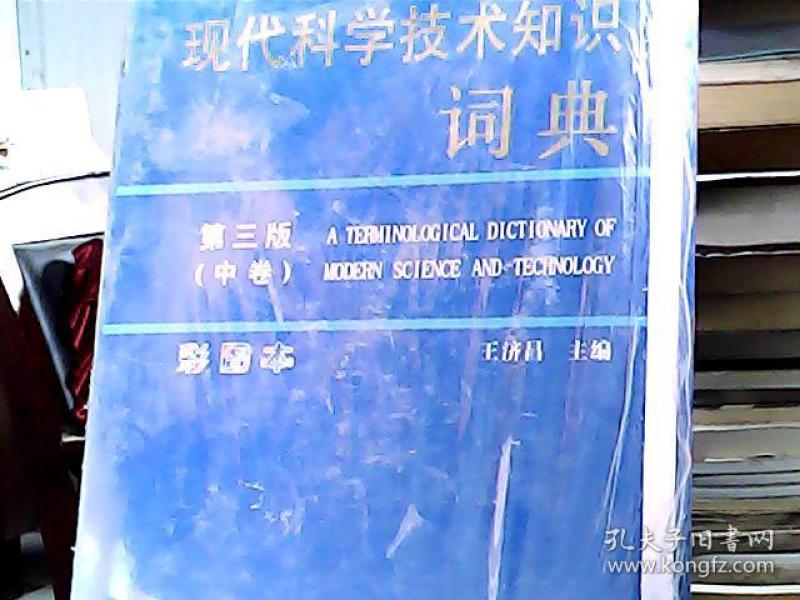 现代科学技术知识
词典
第三版 A TERMINOLOGICAL DICTIONARY OF
(中卷) MODERN SCIENCE AND TECHNOLOGY
彩图本 王济昌 主编
孔夫子旧书网
www.kongfz.com